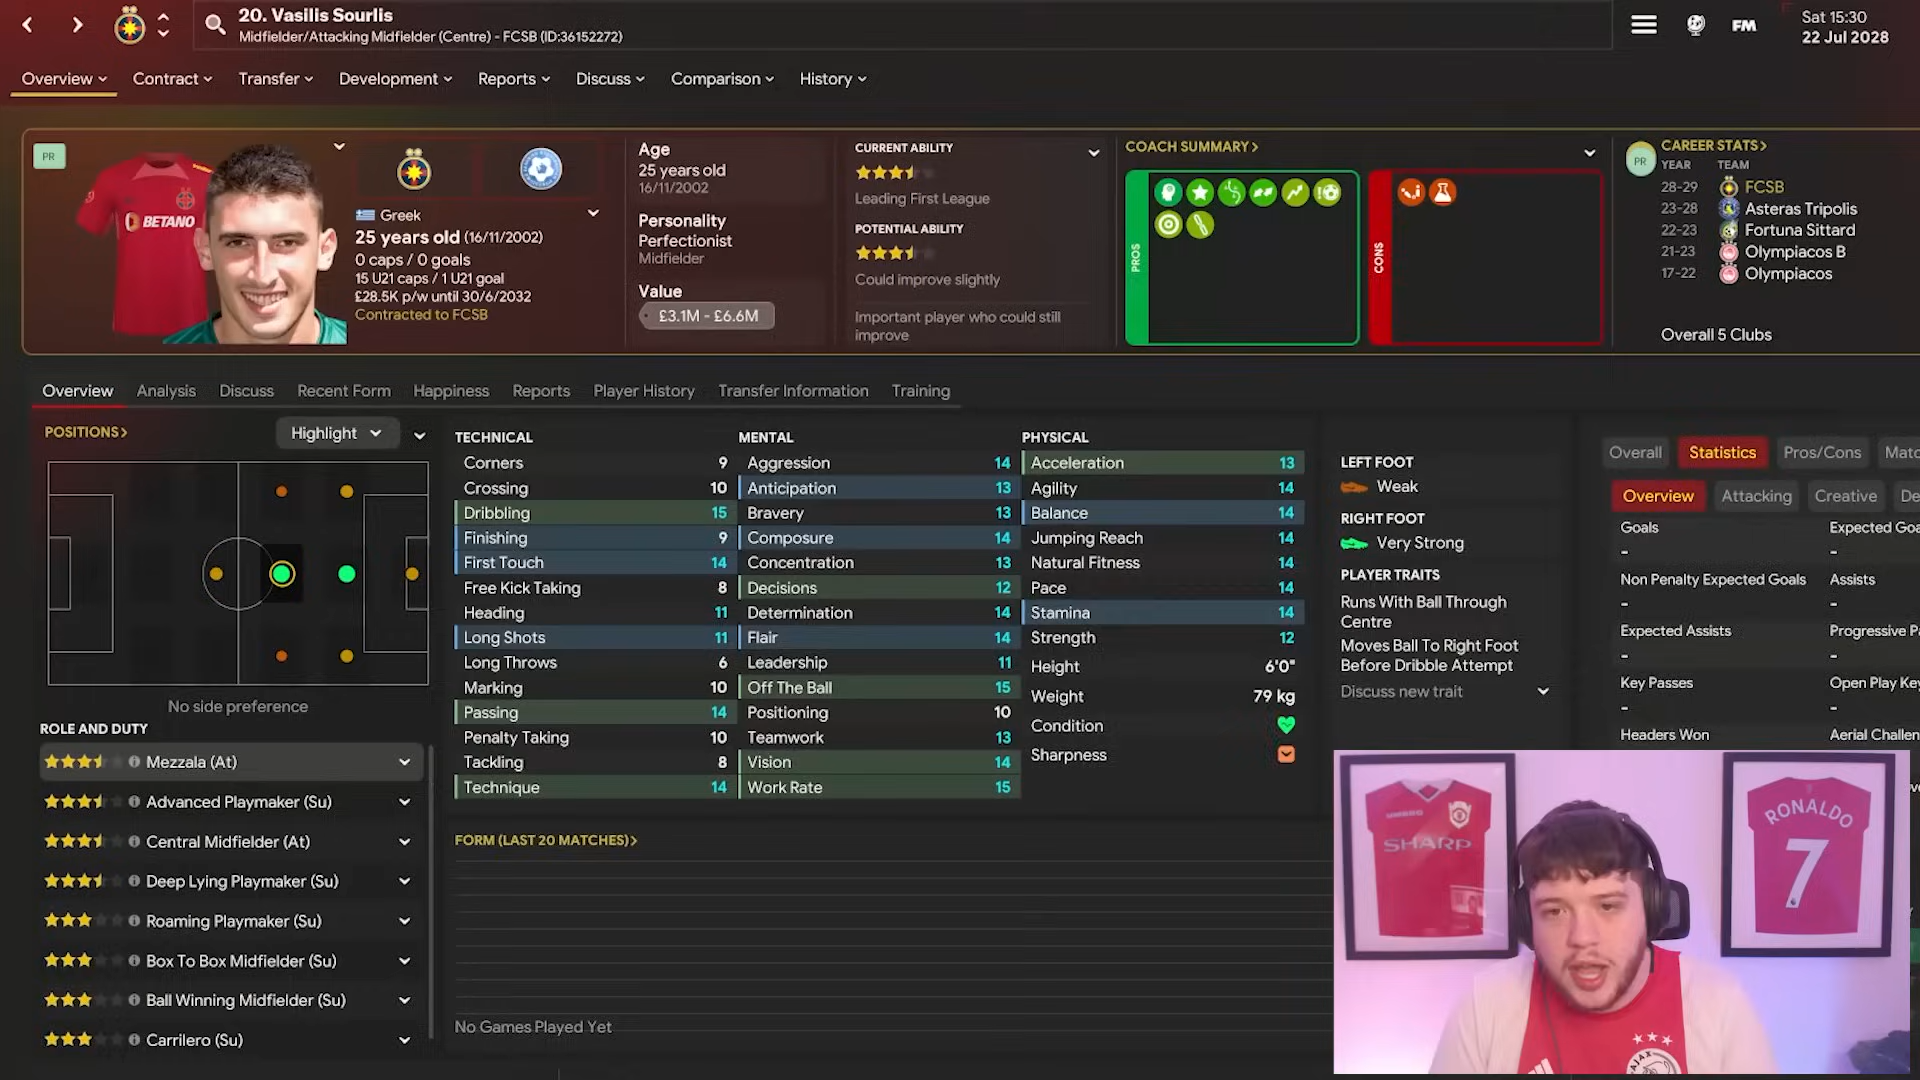 20. Vasilis Sourlis
Midfielder/Attacking Midfielder (Centre) - FCSB (ID:36152272)
FM
Sat 15:30
22 Jul 2028
Overview
Contract
Transfer
Development
Reports
Discuss
Comparison
History
PR
BETANO
Greek
25 years old (16/11/2002)
0 caps / 0 goals
15 U21 caps / 1 U21 goal
£28.5K p/w until 30/6/2032
Contracted to FCSB
Age
25 years old
16/11/2002
Personality
Perfectionist
Midfielder
Value
£3.1M - £6.6M
CURRENT ABILITY
Leading First League
POTENTIAL ABILITY
Could improve slightly
Important player who could still
improve
COACH SUMMARY>
PROS
CONS
PR
CAREER STATS>
YEAR TEAM
28-29 FCSB
23-28 Asteras Tripolis
22-23 Fortuna Sittard
21-23 Olympiacos B
17-22 Olympiacos
Overall 5 Clubs
Overview
Analysis
Discuss
Recent Form
Happiness
Reports
Player History
Transfer Information
Training
POSITIONS>
Highlight
No side preference
ROLE AND DUTY
Mezzala (At)
Advanced Playmaker (Su)
Central Midfielder (At)
Deep Lying Playmaker (Su)
Roaming Playmaker (Su)
Box To Box Midfielder (Su)
Ball Winning Midfielder (Su)
Carrilero (Su)
TECHNICAL
Corners 9
Crossing 10
Dribbling 15
Finishing 9
First Touch 14
Free Kick Taking 8
Heading 11
Long Shots 11
Long Throws 6
Marking 10
Passing 14
Penalty Taking 10
Tackling 8
Technique 14
MENTAL
Aggression 14
Anticipation 13
Bravery 13
Composure 14
Concentration 13
Decisions 12
Determination 14
Flair 14
Leadership 11
Off The Ball 15
Positioning 10
Teamwork 13
Vision 14
Work Rate 15
PHYSICAL
Acceleration 13
Agility 14
Balance 14
Jumping Reach 14
Natural Fitness 14
Pace 14
Stamina 14
Strength 12
Height 6'0"
Weight 79 kg
Condition
Sharpness
LEFT FOOT
Weak
RIGHT FOOT
Very Strong
PLAYER TRAITS
Runs With Ball Through
Centre
Moves Ball To Right Foot
Before Dribble Attempt
Discuss new trait
Overall
Statistics
Pros/Cons
Matc
Overview
Attacking
Creative
De
Goals
-
Expected Goa
-
Non Penalty Expected Goals
-
Assists
-
Expected Assists
-
Progressive Pa
-
Key Passes
-
Open Play Key
-
Headers Won
Aerial Challen
FORM (LAST 20 MATCHES)>
No Games Played Yet
UMBRO
SHARP
RONALDO
7
AJAX